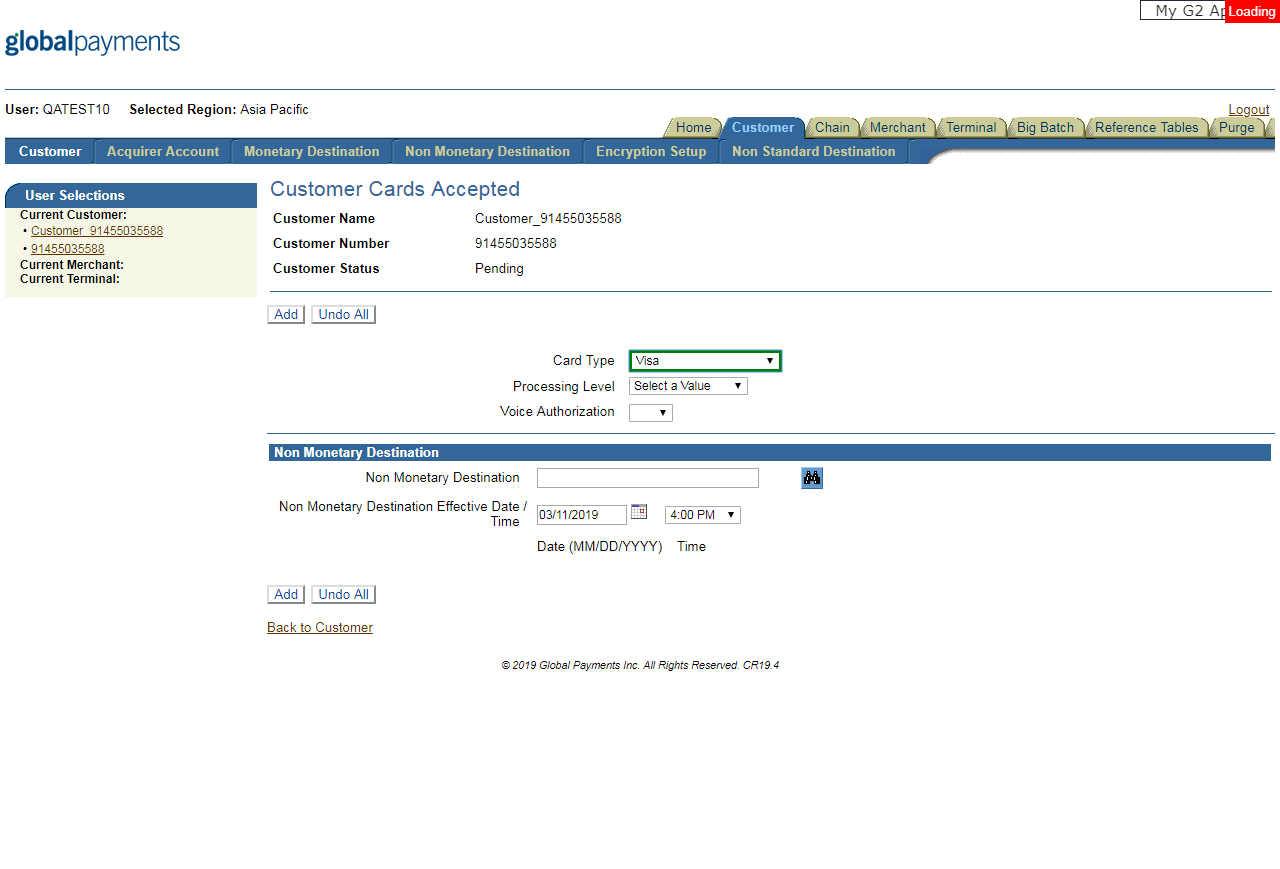 My G2 Ap
Loading
globalpayments
User: QATEST10 Selected Region: Asia Pacific
Logout
Home Customer Chain Merchant Terminal Big Batch Reference Tables Purge
Customer Acquirer Account Monetary Destination Non Monetary Destination Encryption Setup Non Standard Destination
User Selections
Current Customer:
• Customer_91455035588
• 91455035588
Current Merchant:
Current Terminal:
Customer Cards Accepted
Customer Name Customer_91455035588
Customer Number 91455035588
Customer Status Pending
Add Undo All
Card Type Visa
Processing Level Select a Value
Voice Authorization
Non Monetary Destination
Non Monetary Destination
Non Monetary Destination Effective Date /
Time 03/11/2019 4:00 PM
Date (MM/DD/YYYY) Time
Add Undo All
Back to Customer
© 2019 Global Payments Inc. All Rights Reserved. CR19.4